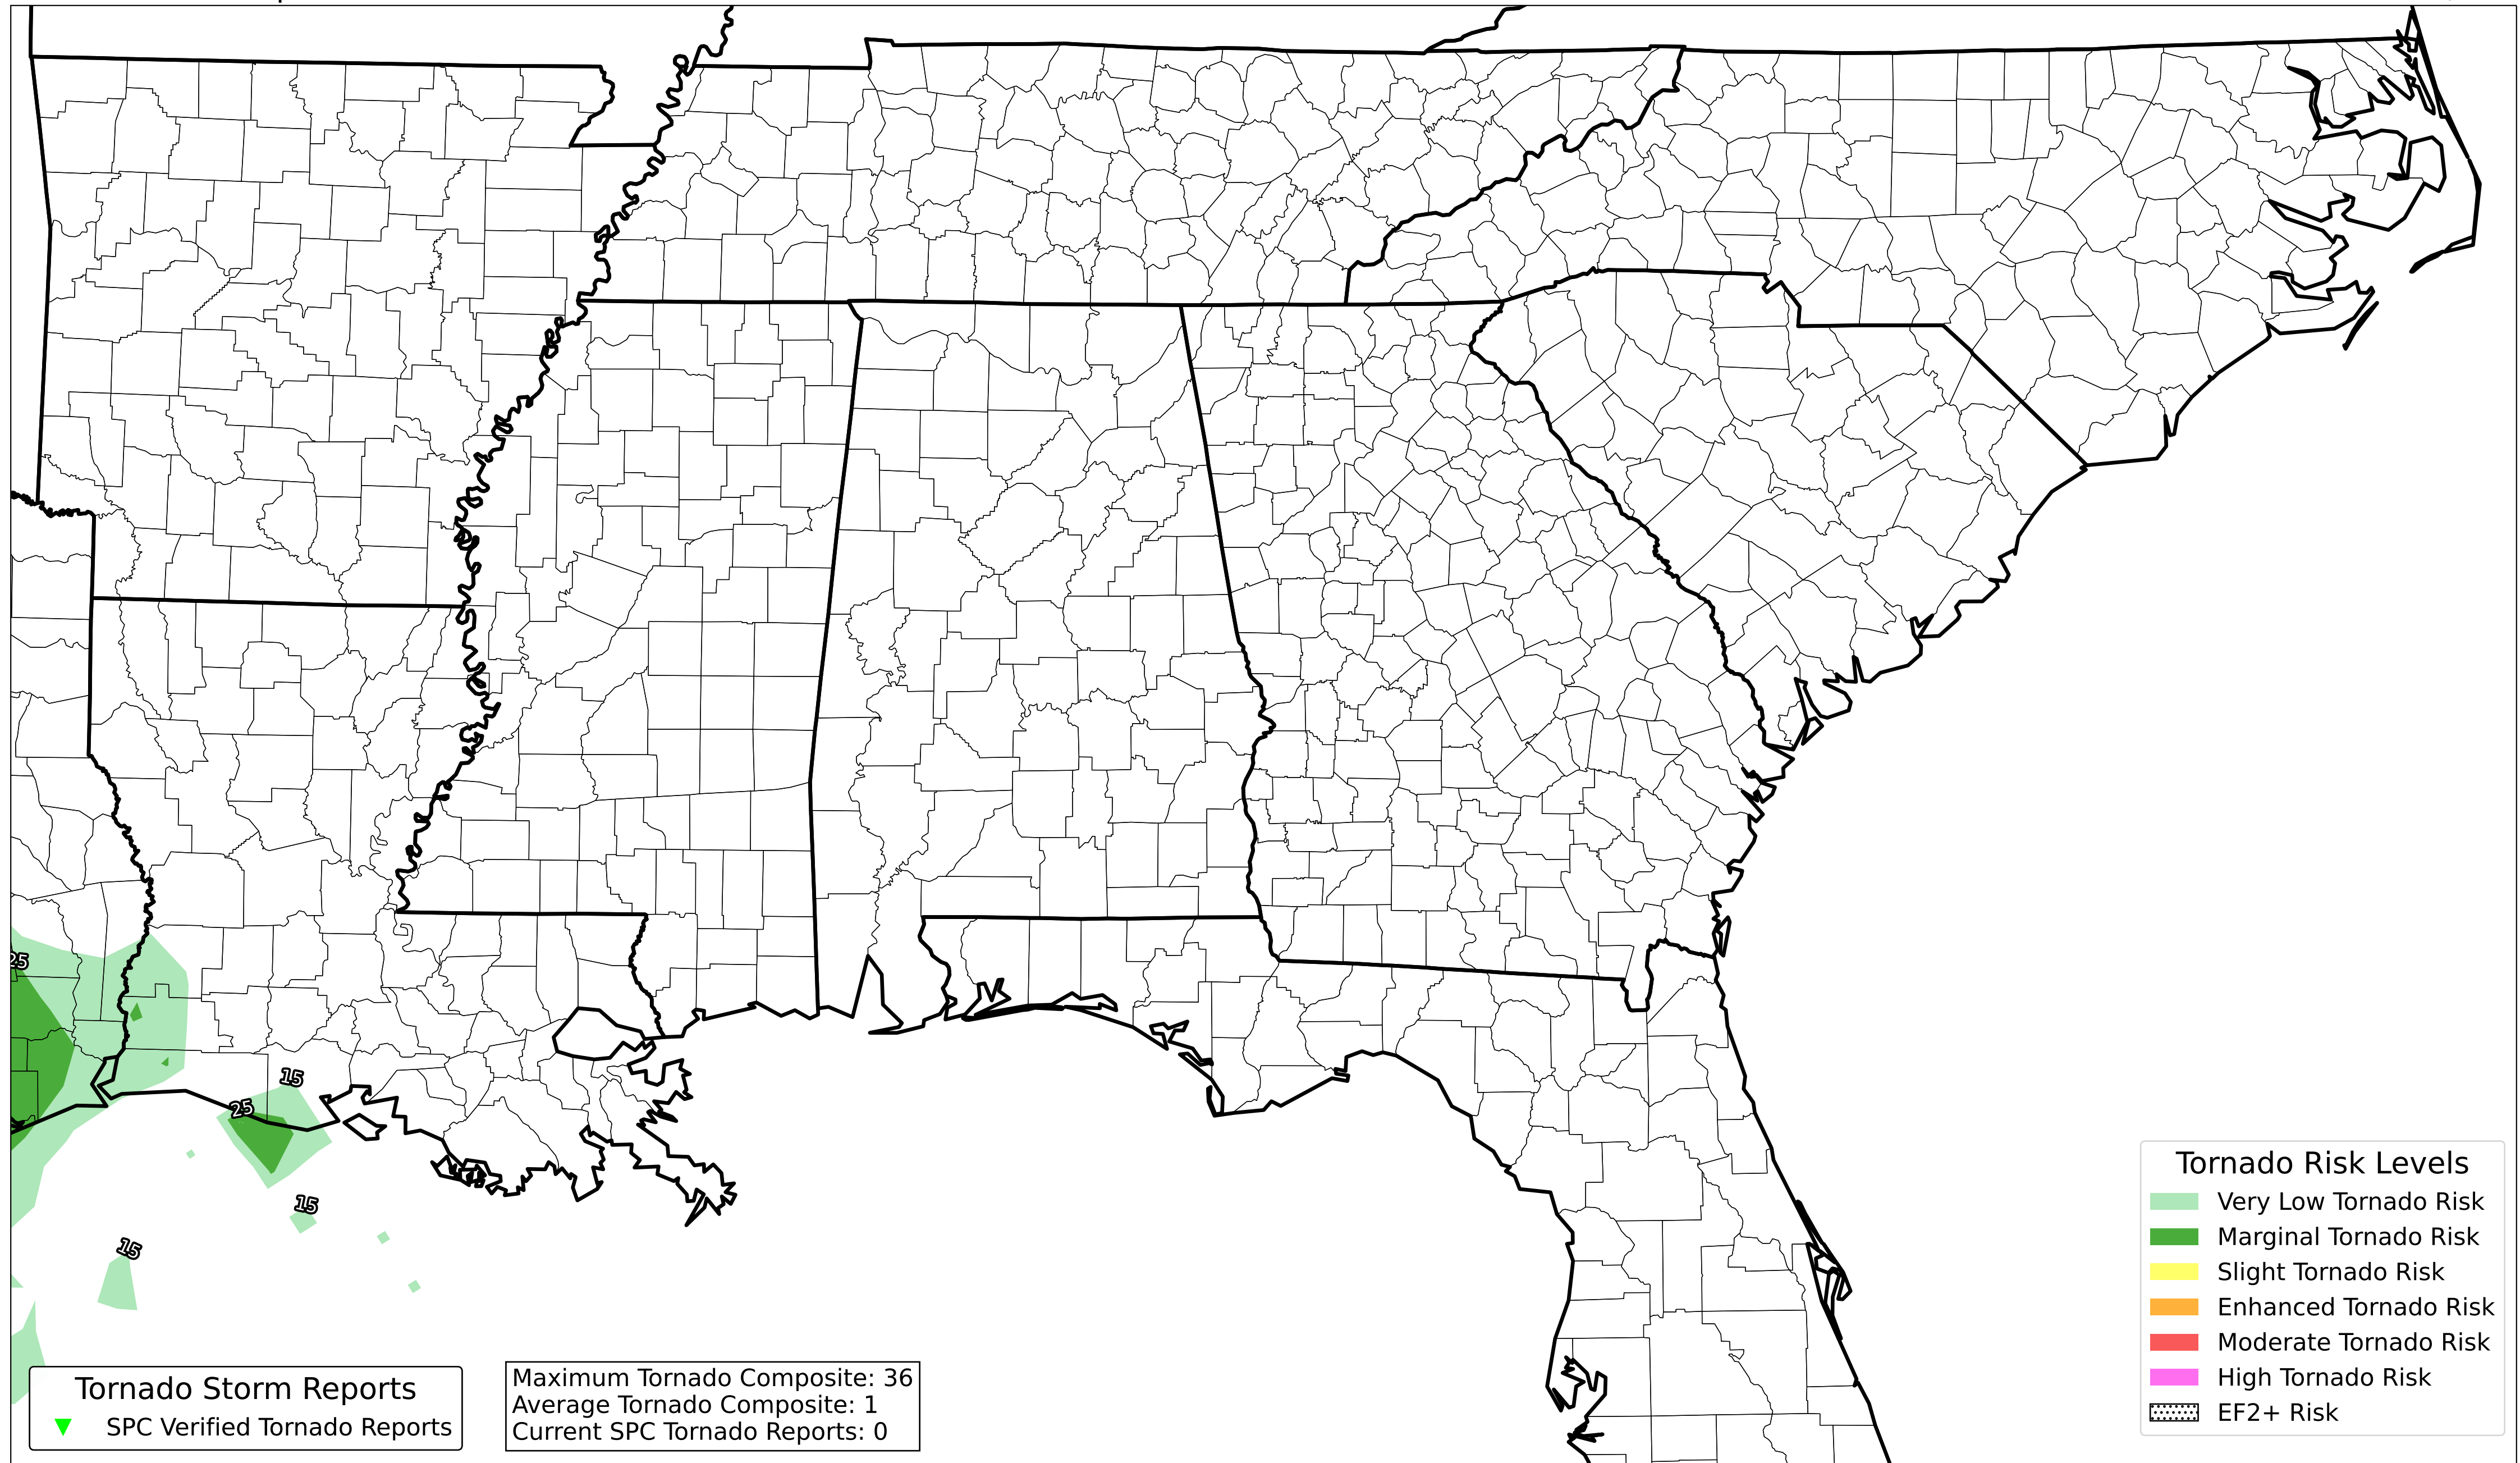 25
15
25
15
15
Tornado Storm Reports
SPC Verified Tornado Reports
Maximum Tornado Composite: 36
Average Tornado Composite: 1
Current SPC Tornado Reports: 0
Tornado Risk Levels
Very Low Tornado Risk
Marginal Tornado Risk
Slight Tornado Risk
Enhanced Tornado Risk
Moderate Tornado Risk
High Tornado Risk
EF2+ Risk